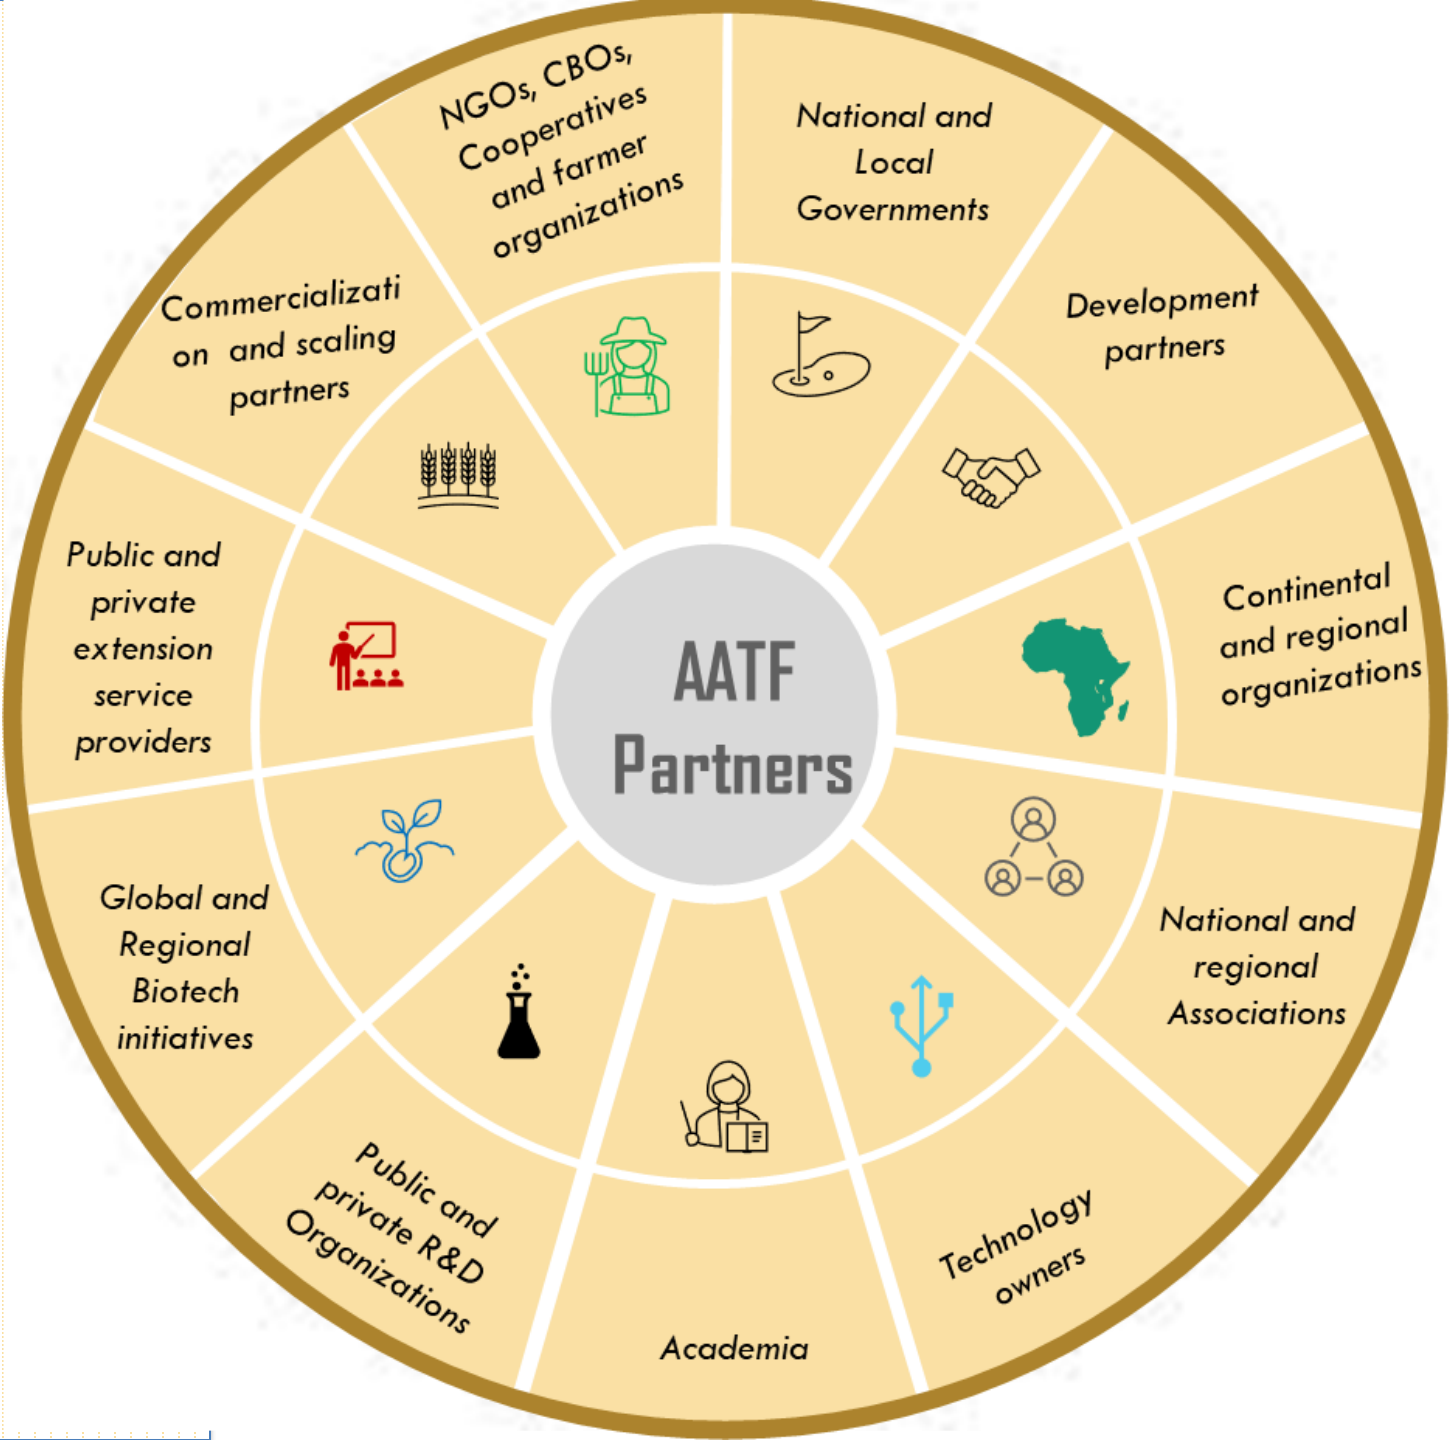 NGOs, CBOs,
Cooperatives
and farmer
organizations
National and
Local
Governments
Development
partners
Continental
and regional
organizations
National and
regional
Associations
Technology
owners
Academia
Public and
private R&D
Organizations
Global and
Regional
Biotech
initiatives
Public and
private
extension
service
providers
Commercializati
on and scaling
partners
AATF
Partners